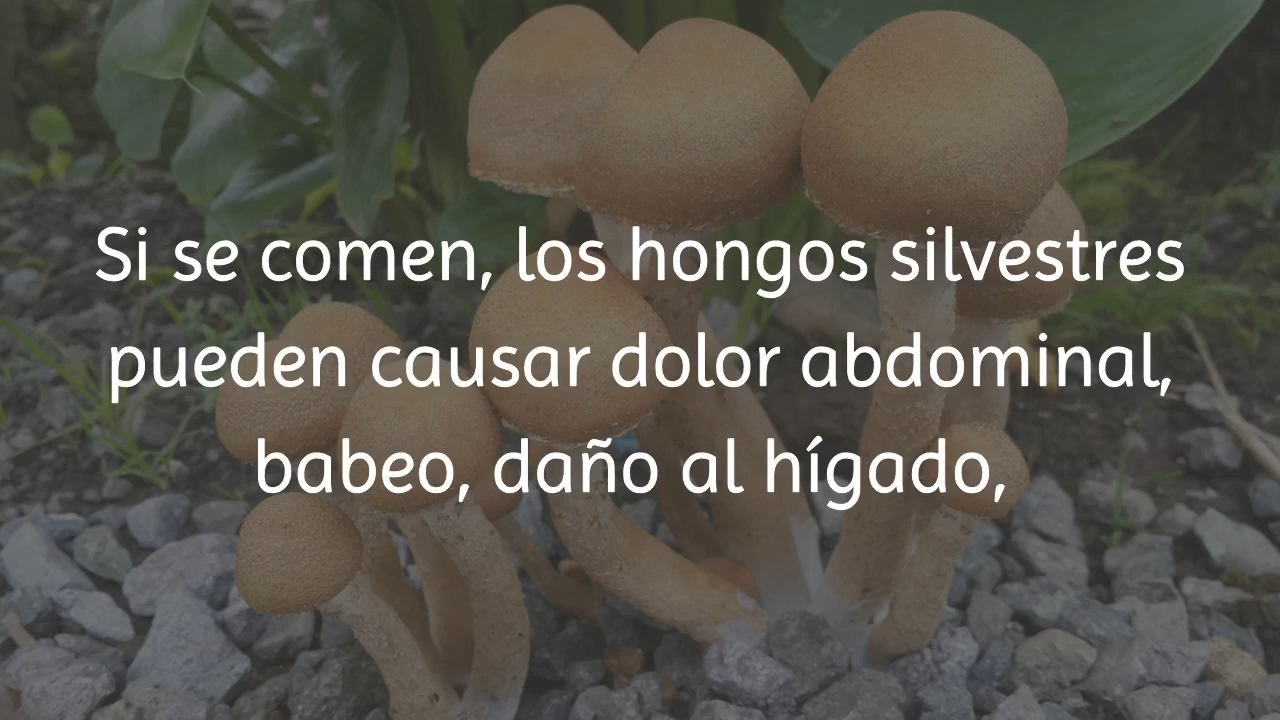 Si se comen, los hongos silvestres
pueden causar dolor abdominal,
babeo, daño al hígado,